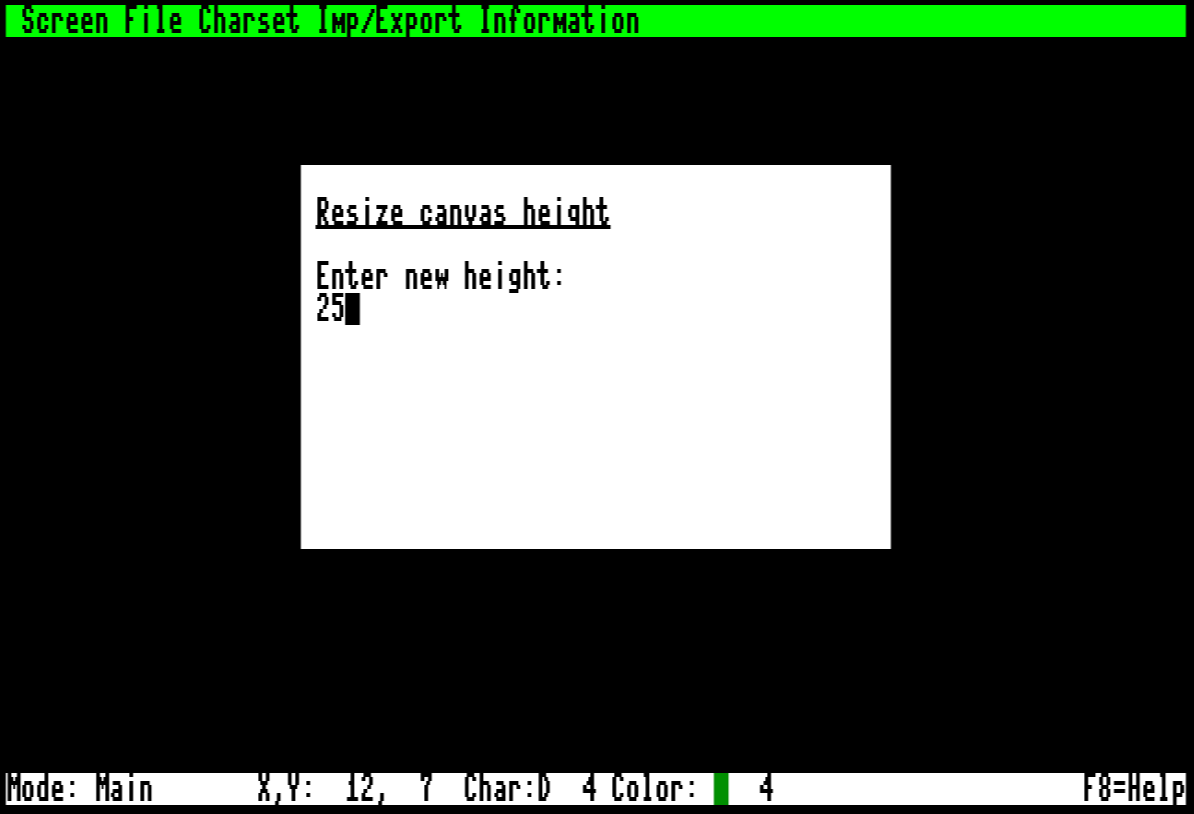 Screen File Charset Imp/Export Information
Resize canvas height
Enter new height:
25
Mode: Main X,Y: 12, 7 Char:D 4 Color: 4 F8=Help